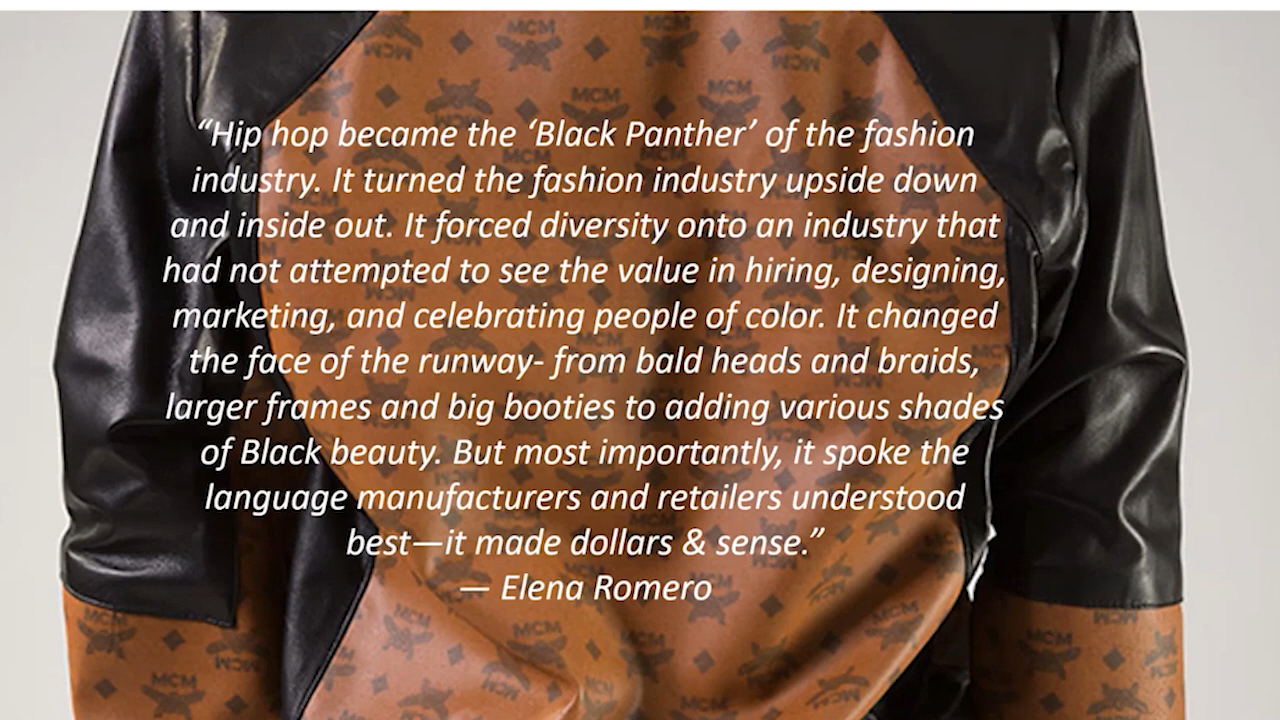 “Hip hop became the ‘Black Panther’ of the fashion
industry. It turned the fashion industry upside down
and inside out. It forced diversity onto an industry that
had not attempted to see the value in hiring, designing,
marketing, and celebrating people of color. It changed
the face of the runway- from bald heads and braids,
larger frames and big booties to adding various shades
of Black beauty. But most importantly, it spoke the
language manufacturers and retailers understood
best—it made dollars & sense.”
— Elena Romero
MCM